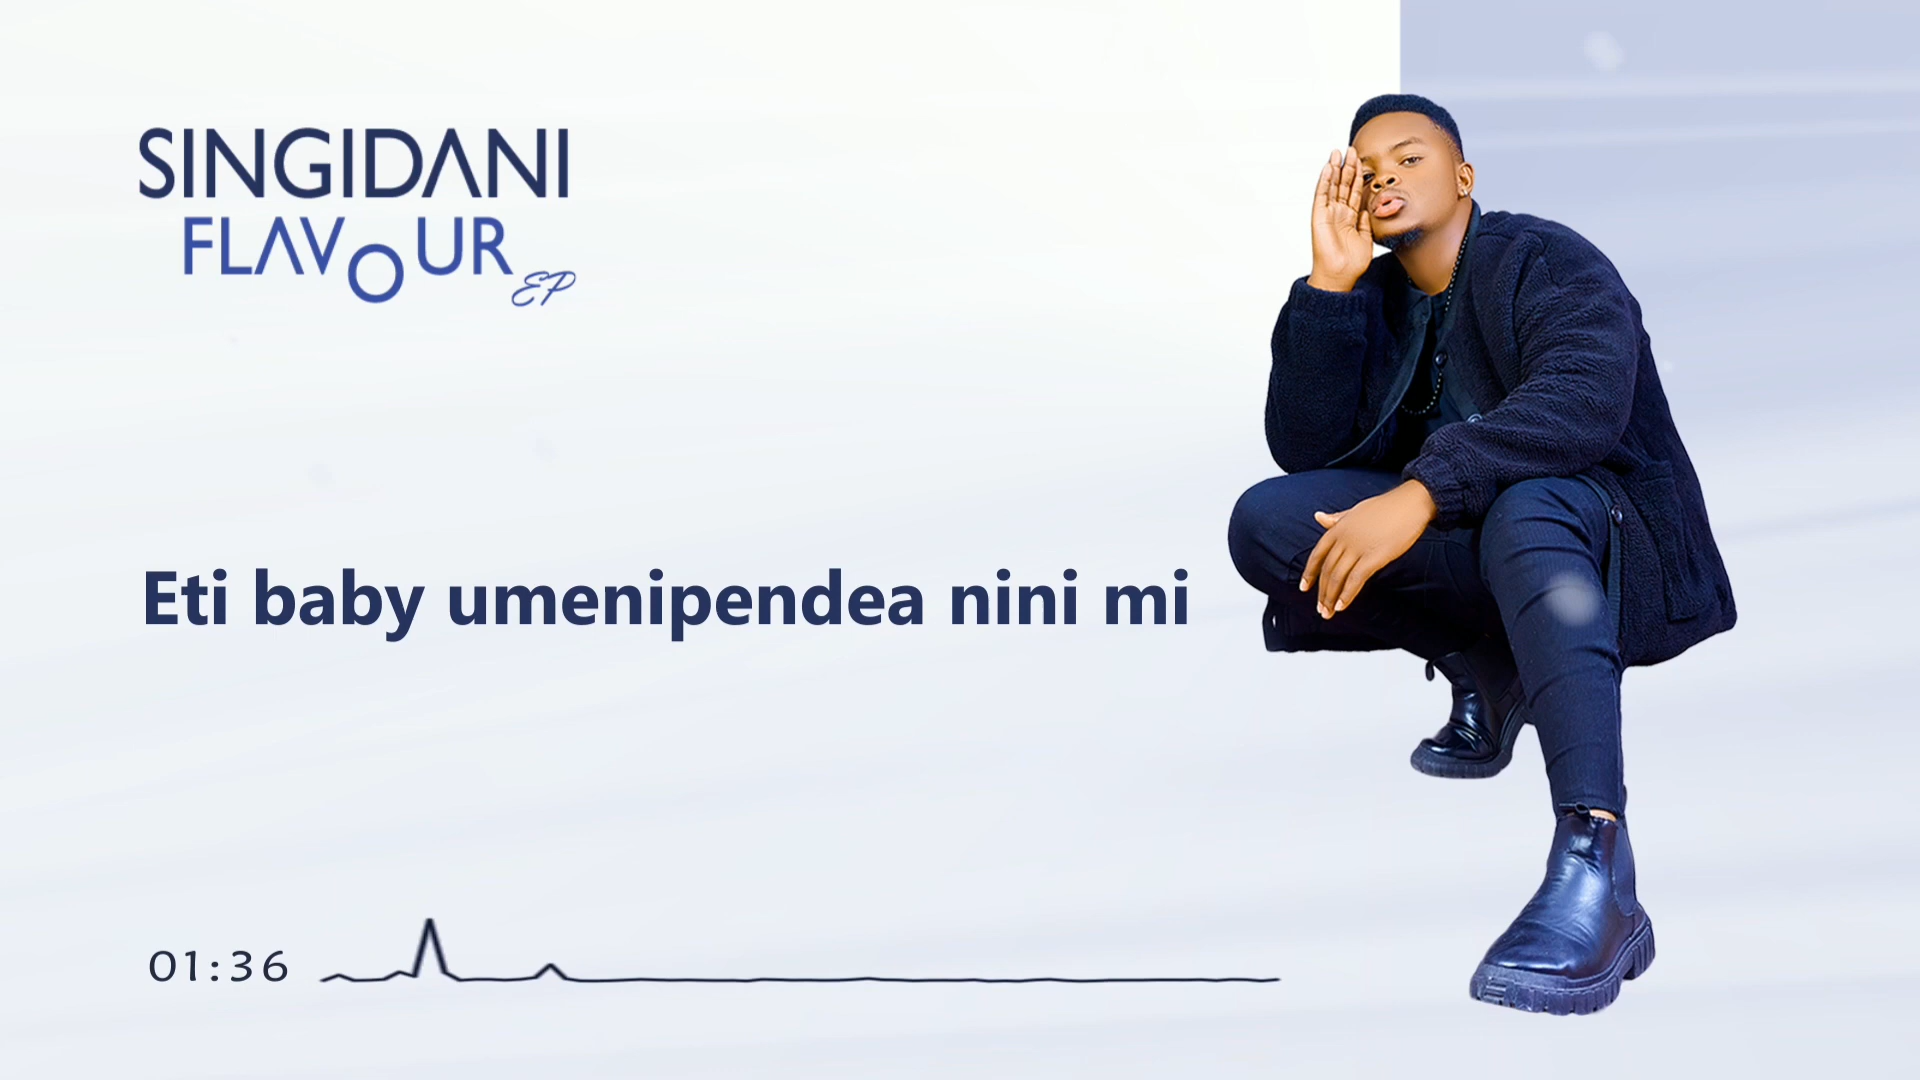 SINGIDANI
FLAVOUR
EP
Eti baby umenipendea nini mi
01:36